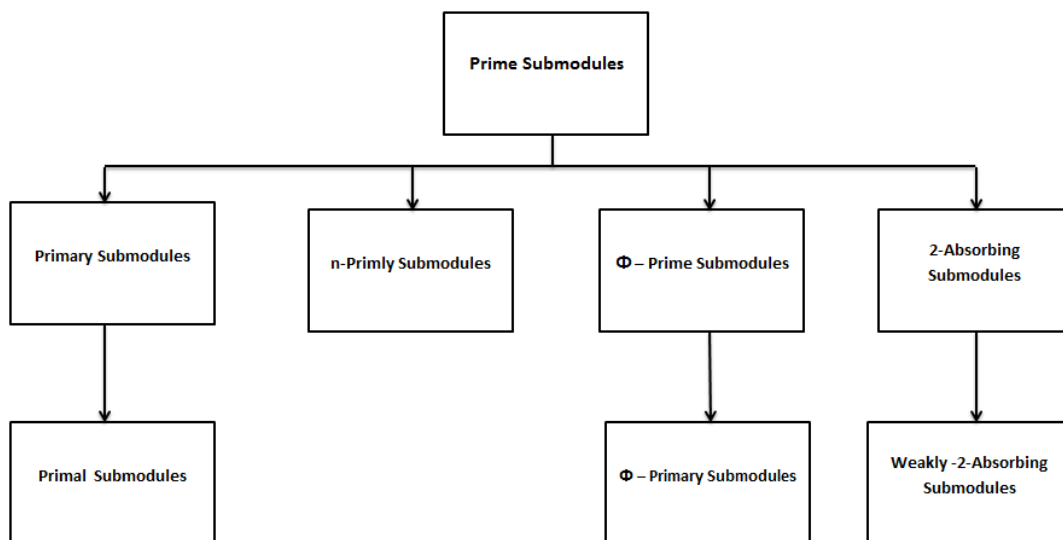 Prime Submodules
Primary Submodules
n-Primly Submodules
Φ – Prime Submodules
2-Absorbing
Submodules
Primal Submodules
Φ – Primary Submodules
Weakly -2-Absorbing
Submodules